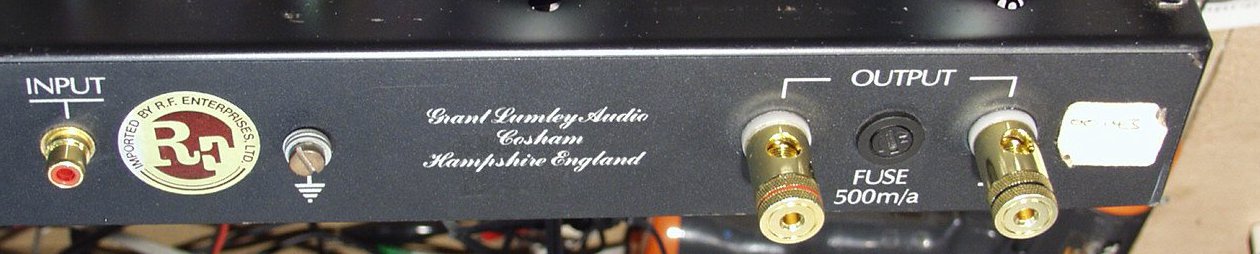 INPUT
IMPORTED BY R.F. ENTERPRISES, LTD.
RF
Grant Lumley Audio
Cosham
Hampshire England
OUTPUT
FUSE
500m/a